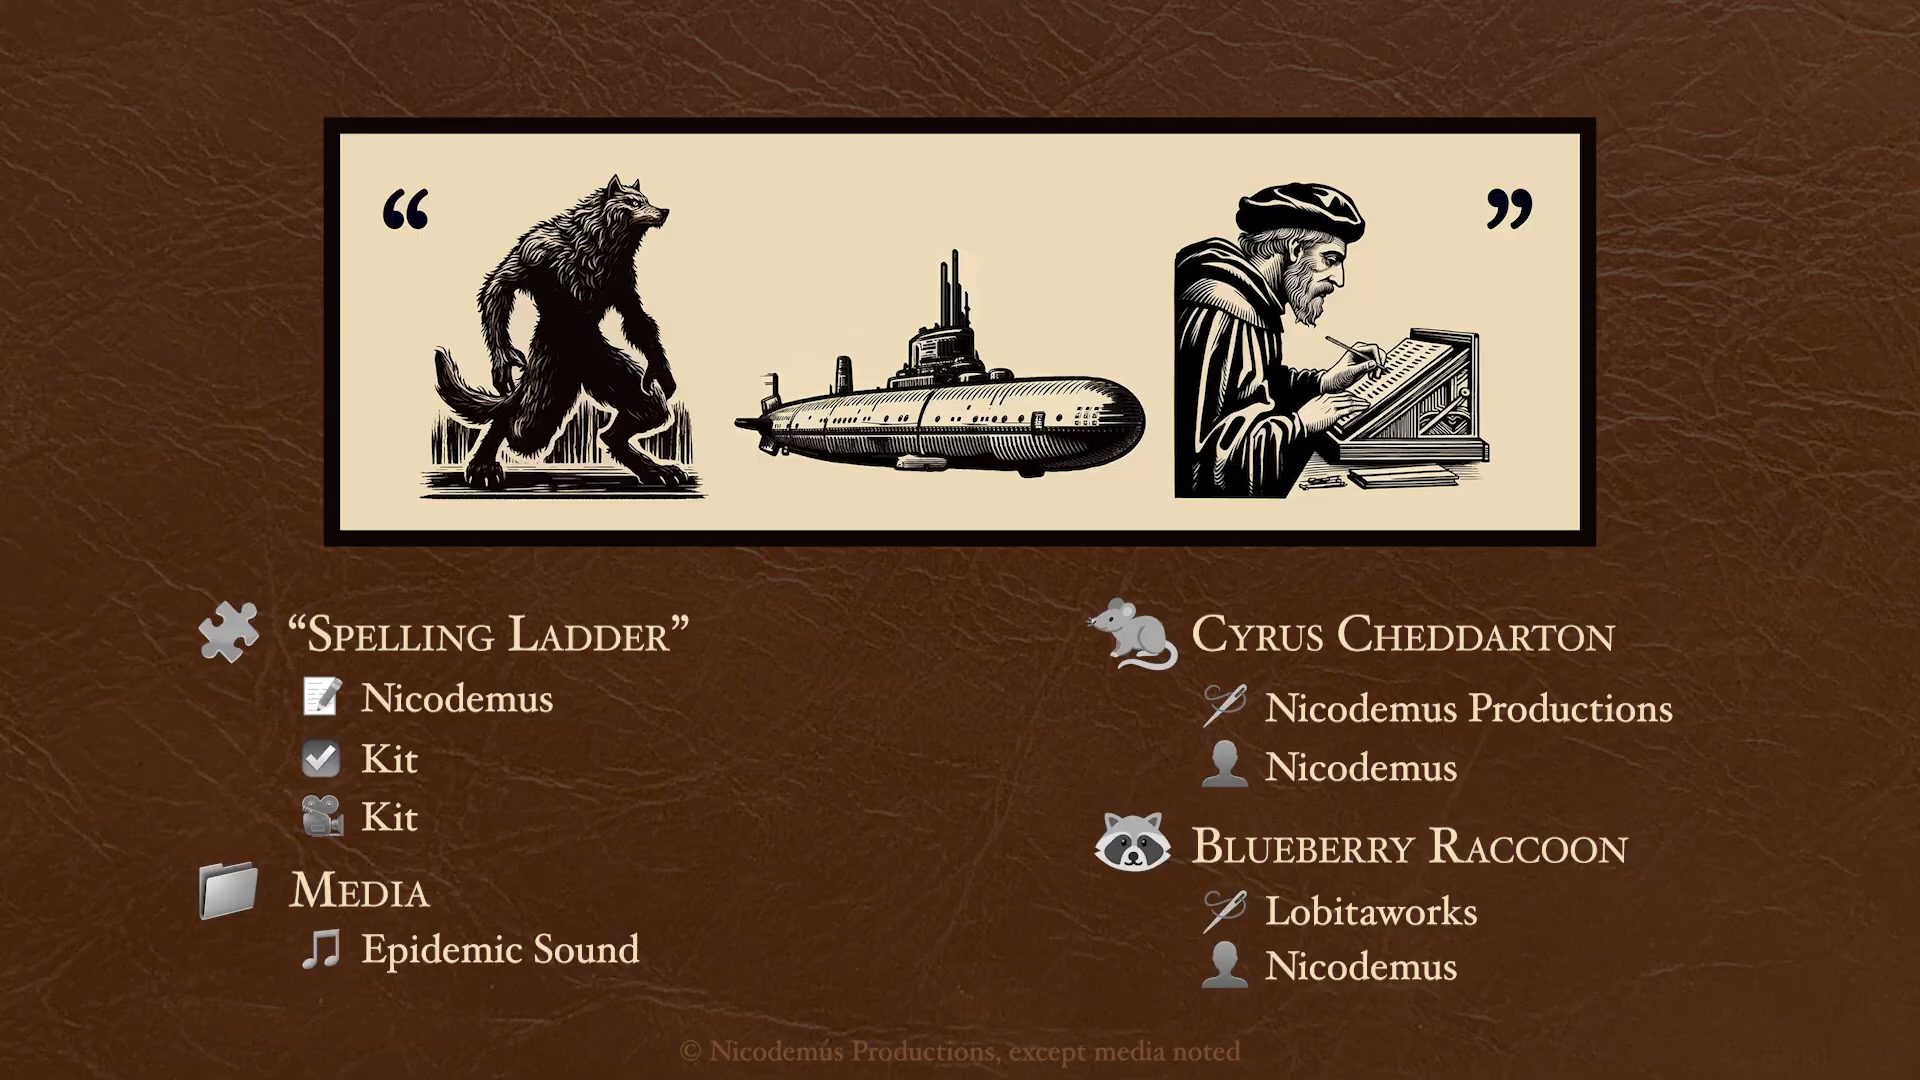 “ ”
“Spelling Ladder”
Nicodemus
Kit
Kit
Media
Epidemic Sound
Cyrus Cheddarton
Nicodemus Productions
Nicodemus
Blueberry Raccoon
Lobitaworks
Nicodemus
© Nicodemus Productions, except media noted